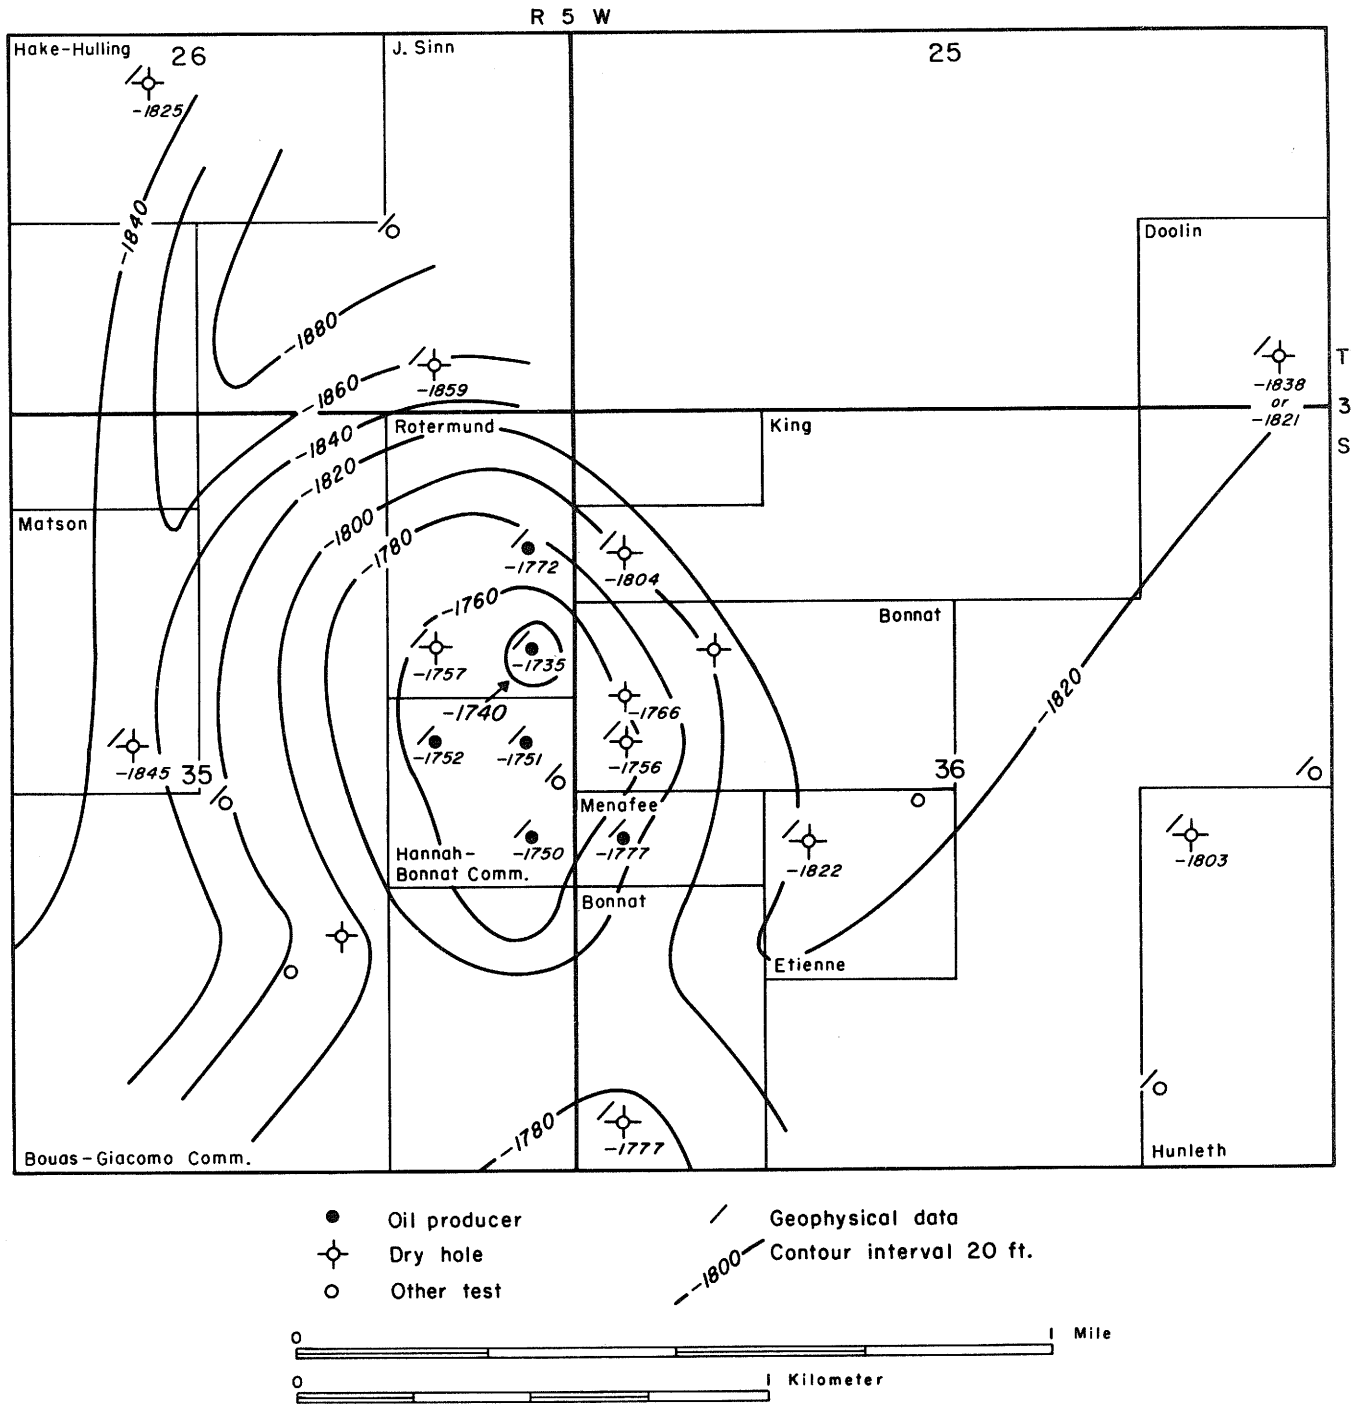 R 5 W
Hake-Hulling
26
J. Sinn
25
-1825
-1840
Doolin
-1880
T
3
S
-1838
or
-1821
-1860
-1859
-1840
Rotermund
King
-1820
-1800
Matson
-1780
-1772
-1804
-1760
Bonnat
-1757
-1735
-1820
-1740
-1766
-1752
-1751
-1756
-1845
35
36
Menafee
-1750
-1777
-1803
Hannah-
Bonnat Comm.
-1822
Bonnat
Etienne
-1780
-1777
Bouas-Giacomo Comm.
Hunleth
Oil producer
Geophysical data
Dry hole
-1800
Contour interval 20 ft.
Other test
0 1 Mile
0 1 Kilometer